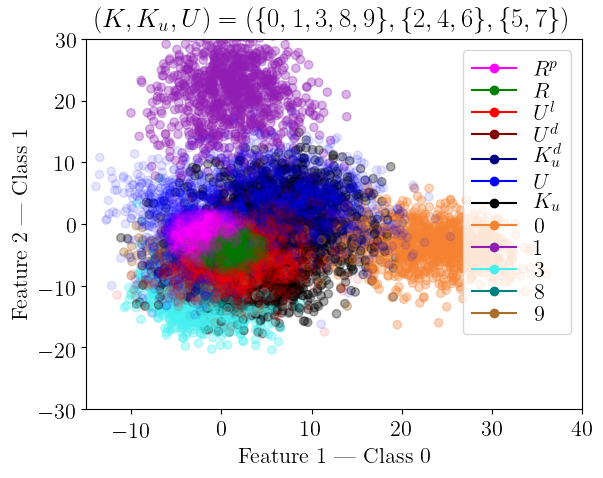 (K, K_u, U) = ({0, 1, 3, 8, 9}, {2, 4, 6}, {5, 7})
30
20
10
0
−10
−20
−30
Feature 2 — Class 1
R^p
R
U^l
U^d
K_u^d
U
K_u
0
1
3
8
9
−10
0
10
20
30
40
Feature 1 — Class 0